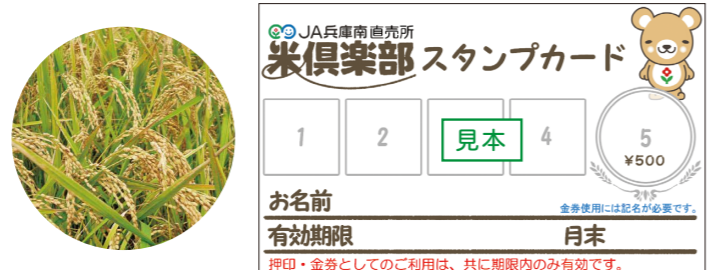 JA兵庫南直売所
米倶楽部スタンプカード
1 2 見本 4 5
¥500
お名前
金券使用には記名が必要です。
有効期限 月末
押印・金券としてのご利用は、共に期限内のみ有効です。